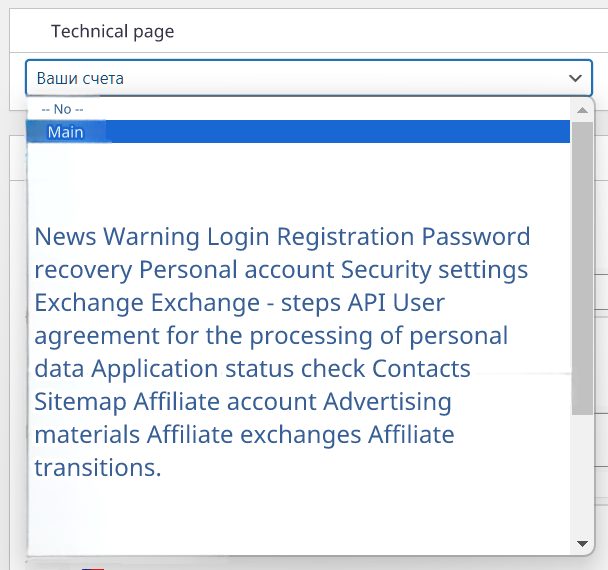 Technical page
Ваши счета
-- No --
Main
News Warning Login Registration Password
recovery Personal account Security settings
Exchange Exchange - steps API User
agreement for the processing of personal
data Application status check Contacts
Sitemap Affiliate account Advertising
materials Affiliate exchanges Affiliate
transitions.